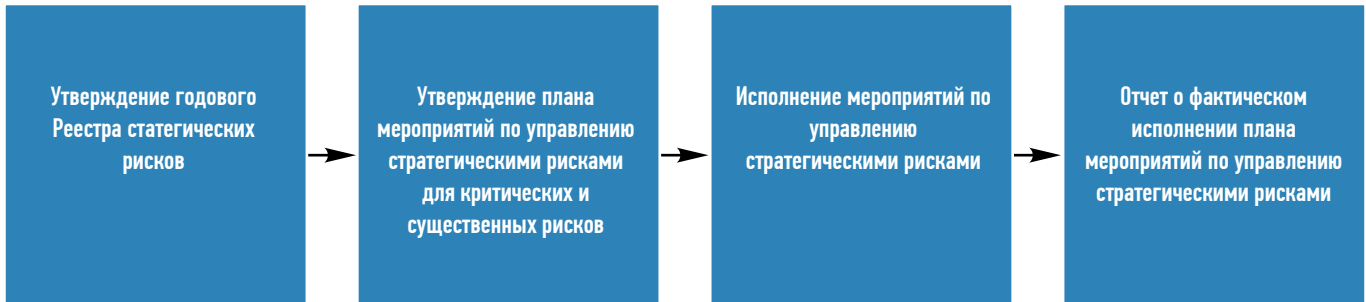 Утверждение годового
Реестра статегических
рисков
Утверждение плана
мероприятий по управлению
стратегическими рисками
для критических и
существенных рисков
Исполнение мероприятий по
управлению
стратегическими рисками
Отчет о фактическом
исполнении плана
мероприятий по управлению
стратегическими рисками